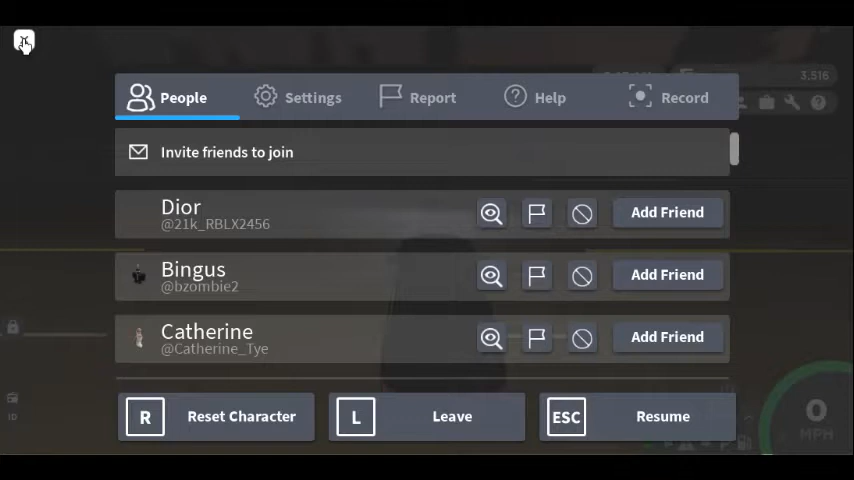 3,516
People
Settings
Report
Help
Record
Invite friends to join
Dior
@21k_RBLX2456
Add Friend
Bingus
@bzombie2
Add Friend
Catherine
@Catherine_Tye
Add Friend
R
Reset Character
L
Leave
ESC
Resume
ID
0
MPH